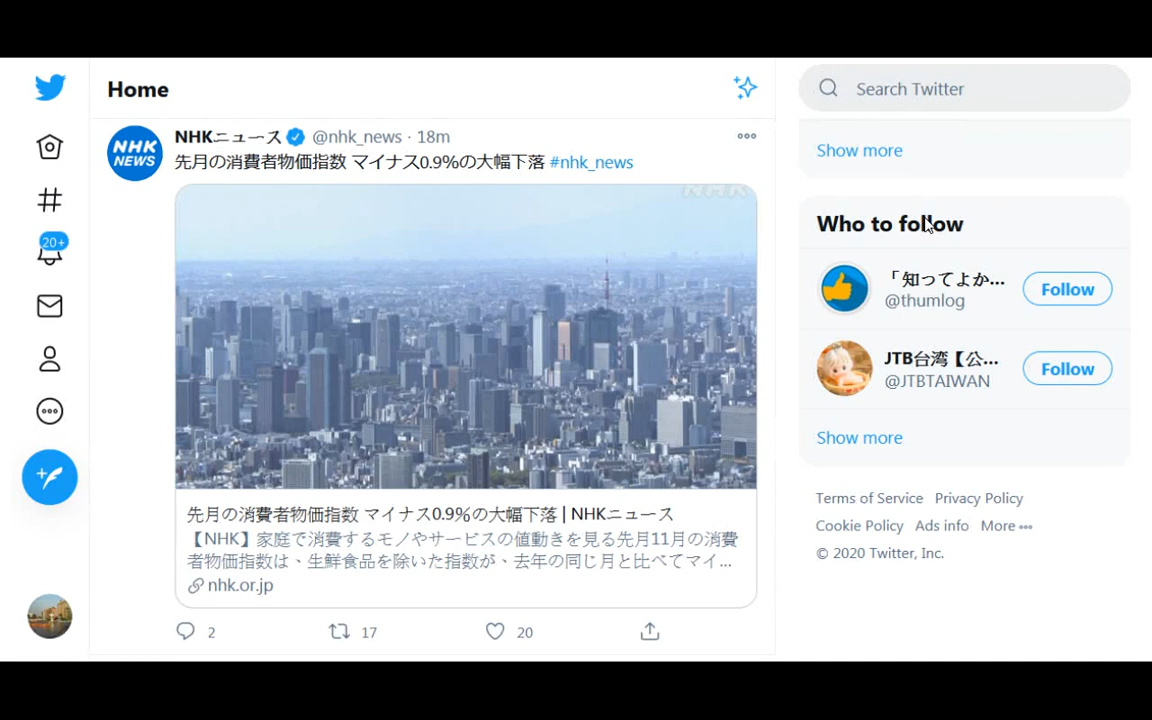 Home
Search Twitter
NHK NEWS
NHKニュース @nhk_news · 18m
先月の消費者物価指数 マイナス0.9%の大幅下落 #nhk_news
NHK
先月の消費者物価指数 マイナス0.9%の大幅下落 | NHKニュース
【NHK】家庭で消費するモノやサービスの値動きを見る先月11月の消費
者物価指数は、生鮮食品を除いた指数が、去年の同じ月と比べてマイ...
nhk.or.jp
2 17 20
20+
Show more
Who to follow
「知ってよか...
@thumlog
Follow
JTB台湾【公...
@JTBTAIWAN
Follow
Show more
Terms of Service Privacy Policy
Cookie Policy Ads info More
© 2020 Twitter, Inc.